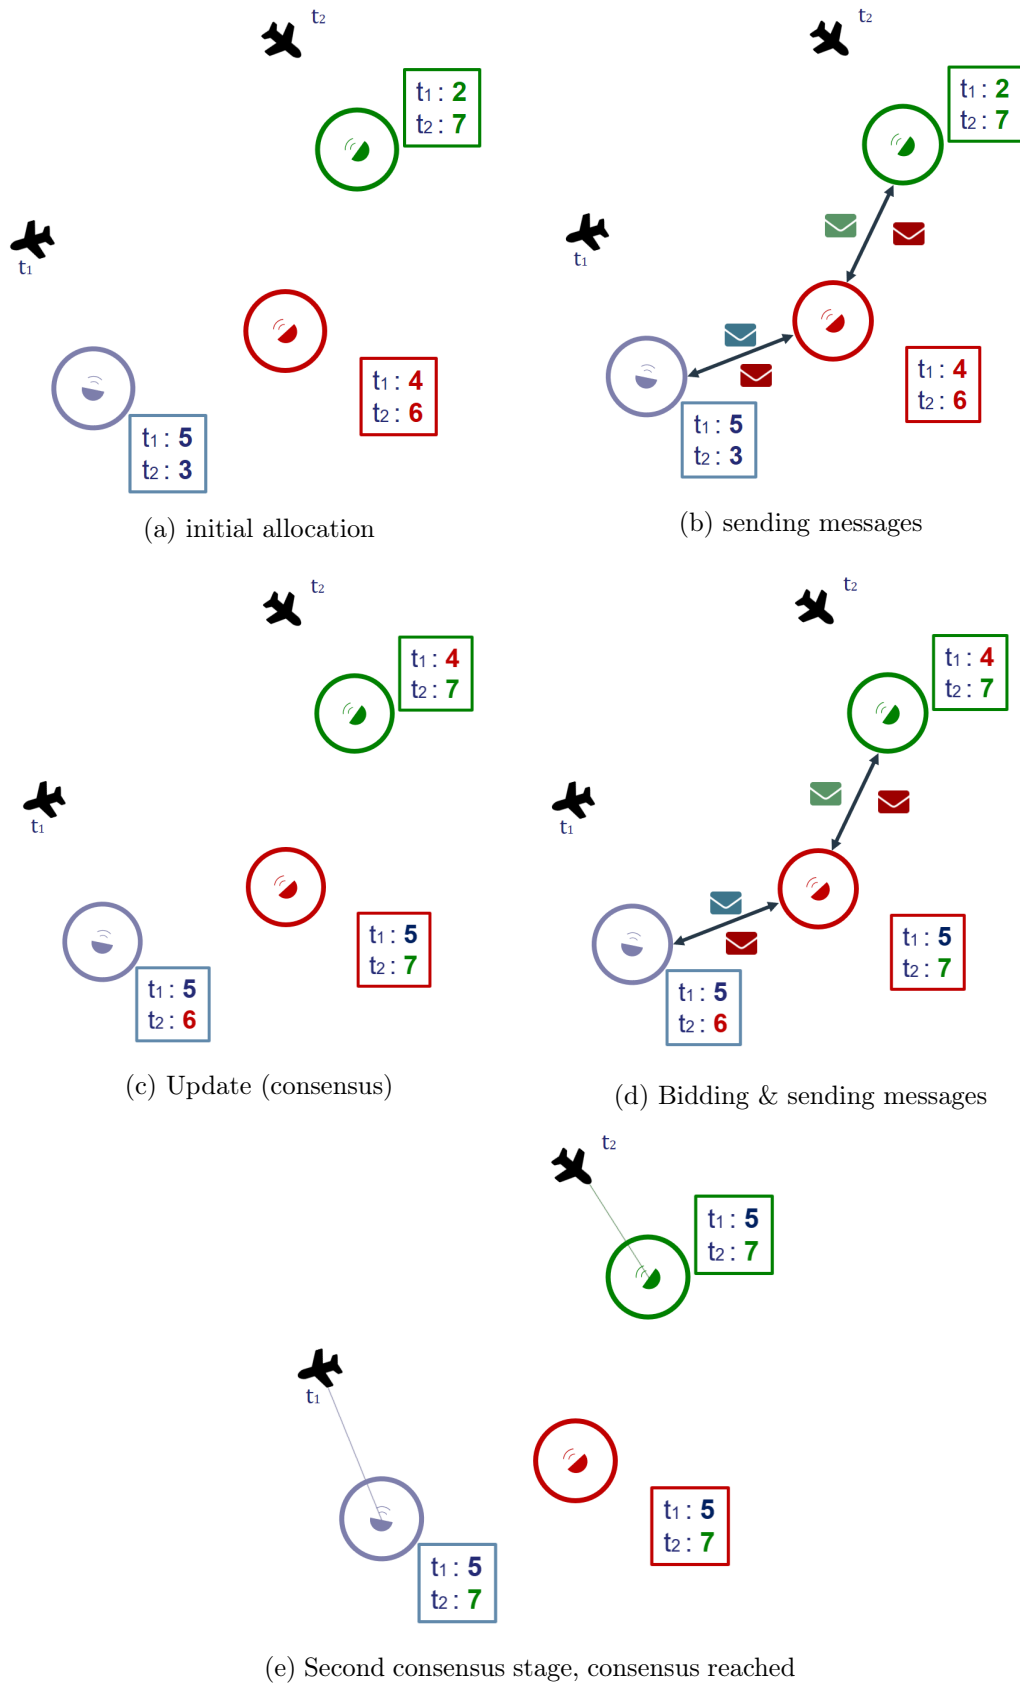 t₂
t₁ : 2
t₂ : 7
t₁
t₁ : 4
t₂ : 6
t₁ : 5
t₂ : 3
(a) initial allocation
t₂
t₁ : 2
t₂ : 7
t₁
t₁ : 4
t₂ : 6
t₁ : 5
t₂ : 3
(b) sending messages
t₂
t₁ : 4
t₂ : 7
t₁
t₁ : 5
t₂ : 7
t₁ : 5
t₂ : 6
(c) Update (consensus)
t₂
t₁ : 4
t₂ : 7
t₁
t₁ : 5
t₂ : 7
t₁ : 5
t₂ : 6
(d) Bidding & sending messages
t₂
t₁ : 5
t₂ : 7
t₁
t₁ : 5
t₂ : 7
t₁ : 5
t₂ : 7
(e) Second consensus stage, consensus reached